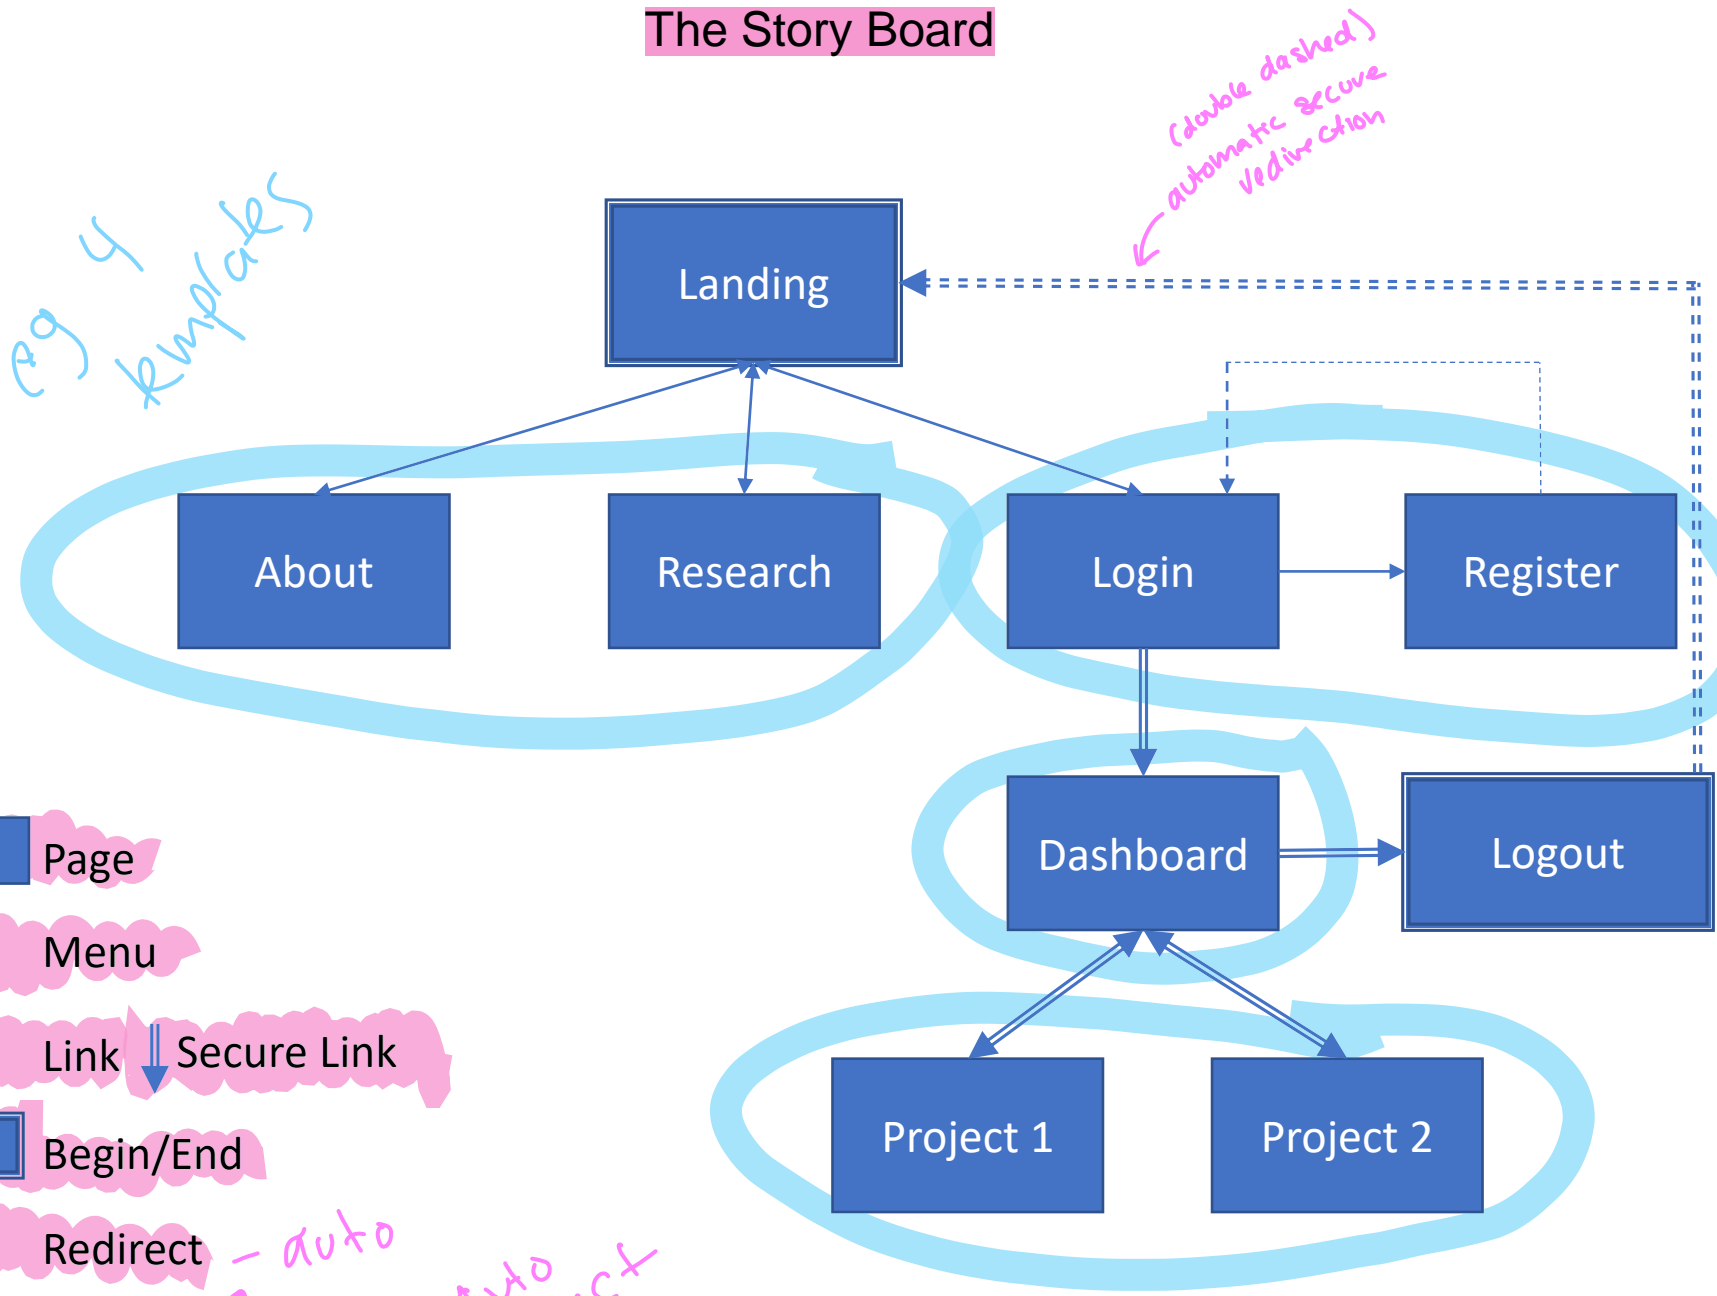 The Story Board
(double dashed)
automatic secure
redirection
eg 4
templates
Landing
About
Research
Login
Register
Dashboard
Logout
Page
Menu
Link
Secure Link
Begin/End
Redirect
- auto
Project 1
Project 2